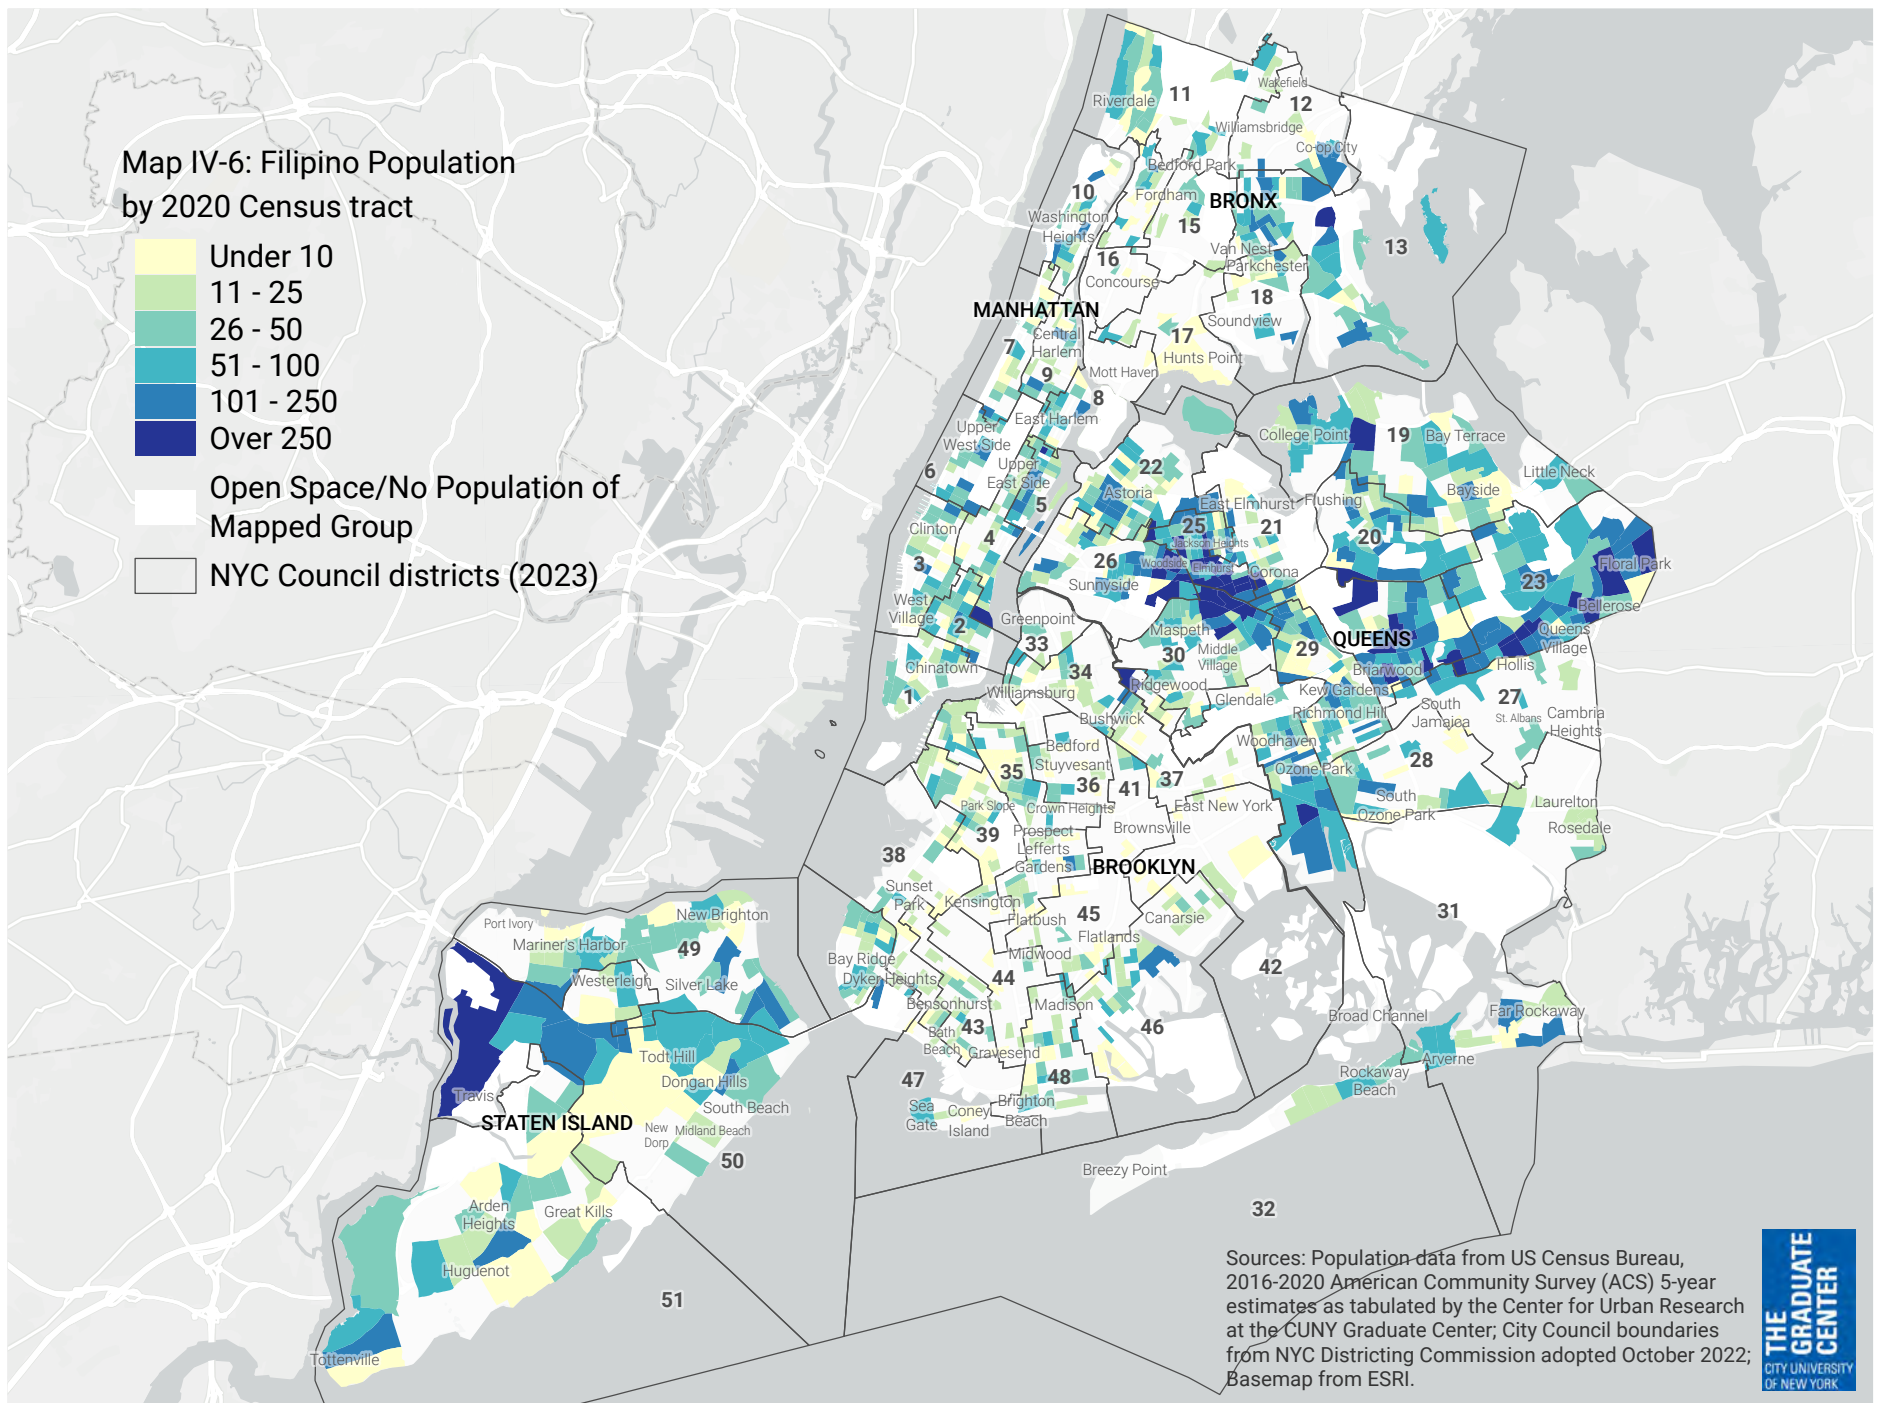 Map IV-6: Filipino Population
by 2020 Census tract
Under 10
11 - 25
26 - 50
51 - 100
101 - 250
Over 250
Open Space/No Population of
Mapped Group
NYC Council districts (2023)
Wakefield
11
Riverdale
12
Williamsbridge
Co-op City
Bedford Park
10
Fordham
BRONX
Washington
Heights
15
13
Van Nest
16
Parkchester
Concourse
18
MANHATTAN
Soundview
Central
Harlem
17
7
Hunts Point
9
Mott Haven
8
East Harlem
Upper
West Side
College Point
19
Bay Terrace
Upper
East Side
6
22
Little Neck
Astoria
Bayside
5
East Elmhurst
Flushing
Clinton
25
21
4
20
Jackson Heights
3
26
Woodside
Elmhurst
Corona
Floral Park
Sunnyside
23
West
Village
Bellerose
2
Greenpoint
Maspeth
QUEENS
Queens
Village
33
30
Middle
Village
29
Chinatown
34
Briarwood
Hollis
Ridgewood
1
Williamsburg
Glendale
Kew Gardens
27
Bushwick
Richmond Hill
South
Jamaica
St. Albans
Cambria
Heights
Bedford
Stuyvesant
Woodhaven
35
28
Ozone Park
36
41
37
Park Slope
Crown Heights
East New York
South
Ozone Park
Laurelton
39
Prospect
Lefferts
Gardens
Brownsville
Rosedale
38
BROOKLYN
Sunset
Park
Kensington
Flatbush
45
Canarsie
31
Port Ivory
New Brighton
Mariner's Harbor
49
Flatlands
Bay Ridge
Midwood
42
Westerleigh
Silver Lake
Dyker Heights
44
Bensonhurst
Madison
Broad Channel
Far Rockaway
43
46
Bath
Beach
Gravesend
Todt Hill
Arverne
Dongan Hills
47
48
Rockaway
Beach
Travis
South Beach
Sea
Gate
Coney
Island
Brighton
Beach
STATEN ISLAND
New
Dorp
Midland Beach
50
Breezy Point
Arden
Heights
Great Kills
32
Huguenot
51
Tottenville
Sources: Population data from US Census Bureau,
2016-2020 American Community Survey (ACS) 5-year
estimates as tabulated by the Center for Urban Research
at the CUNY Graduate Center; City Council boundaries
from NYC Districting Commission adopted October 2022;
Basemap from ESRI.
THE
GRADUATE
CENTER
CITY UNIVERSITY
OF NEW YORK